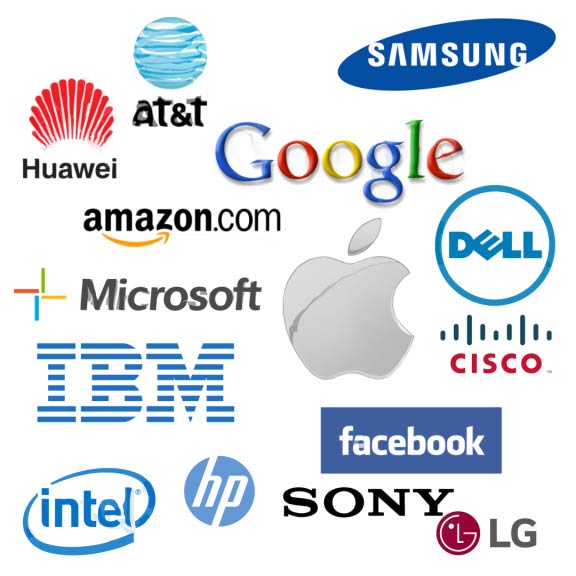 SAMSUNG
AT&T
Huawei
Google
amazon.com
DELL
Microsoft
CISCO
IBM
facebook
intel
hp
SONY
LG